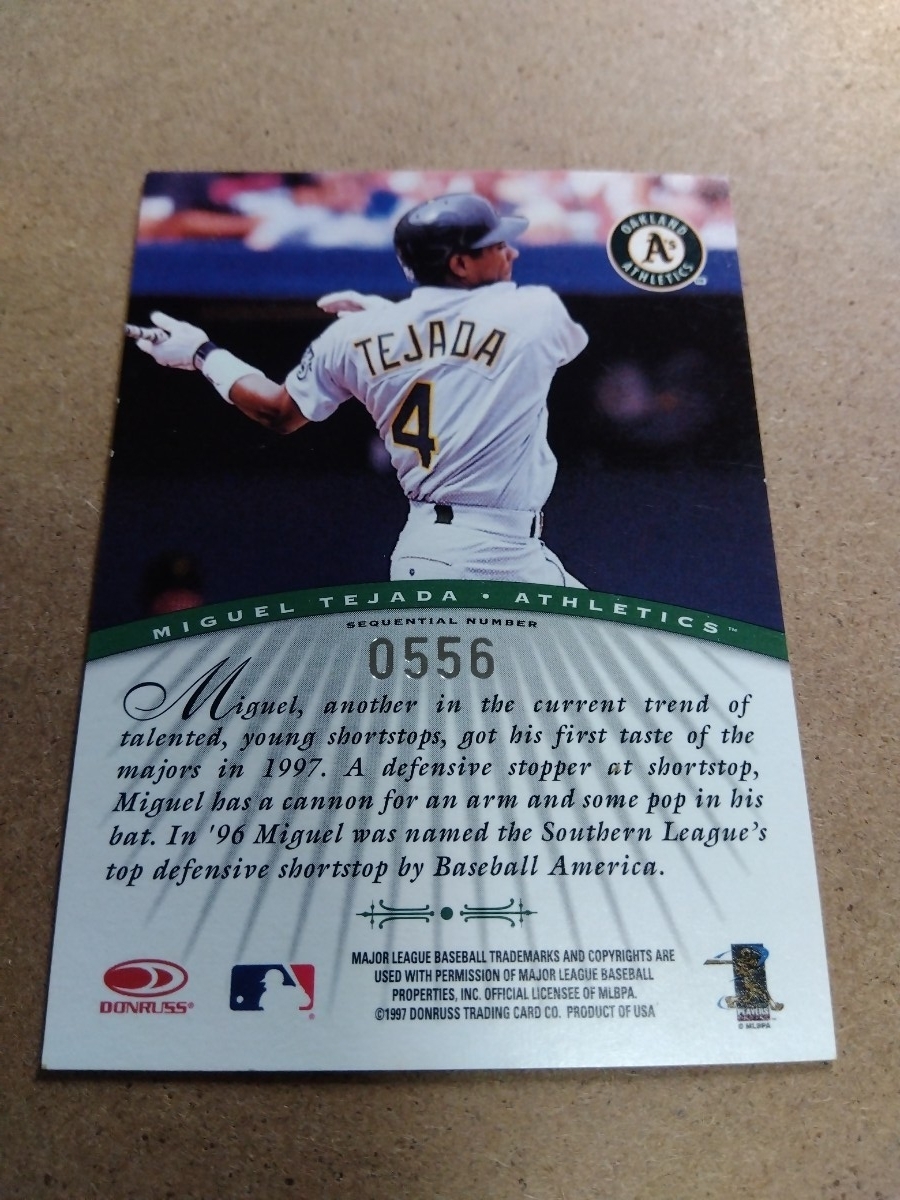 OAKLAND
A's
ATHLETICS
TEJADA
4
MIGUEL TEJADA • ATHLETICS™
SEQUENTIAL NUMBER
0556
Miguel, another in the current trend of
talented, young shortstops, got his first taste of the
majors in 1997. A defensive stopper at shortstop,
Miguel has a cannon for an arm and some pop in his
bat. In '96 Miguel was named the Southern League's
top defensive shortstop by Baseball America.
MAJOR LEAGUE BASEBALL TRADEMARKS AND COPYRIGHTS ARE
USED WITH PERMISSION OF MAJOR LEAGUE BASEBALL
PROPERTIES, INC. OFFICIAL LICENSEE OF MLBPA.
©1997 DONRUSS TRADING CARD CO. PRODUCT OF USA
DONRUSS®
PLAYERS
© MLBPA